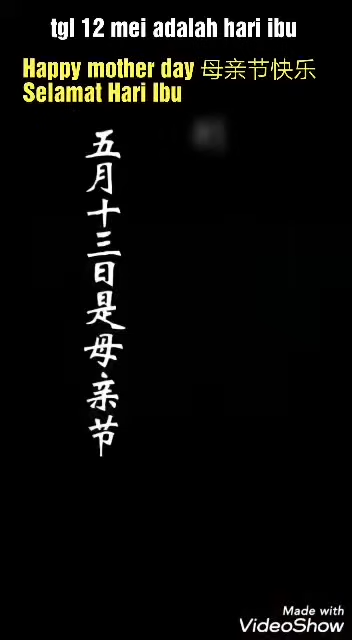 tgl 12 mei adalah hari ibu
Happy mother day 母亲节快乐
Selamat Hari Ibu
五月十三日是母亲节
Made with
VideoShow